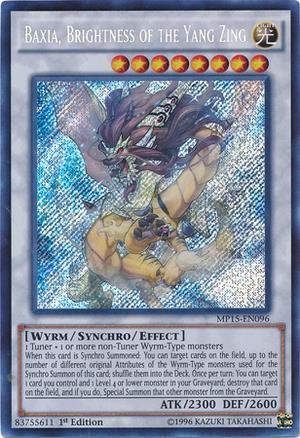 BAXIA, BRIGHTNESS OF THE YANG ZING
LIGHT
光
MP15-EN096
[WYRM/SYNCHRO/EFFECT]
1 Tuner + 1 or more non-Tuner Wyrm-Type monsters
When this card is Synchro Summoned: You can target cards on the field, up to the
number of different original Attributes of the Wyrm-Type monsters used for the Synchro
Summon of this card; shuffle them into the Deck. Once per turn: You can target
1 card you control and 1 Level 4 or lower monster in your Graveyard; destroy that card
on the field, and if you do, Special Summon that other monster from the Graveyard.
ATK/2300 DEF/2600
83755611 1st Edition ©1996 KAZUKI TAKAHASHI